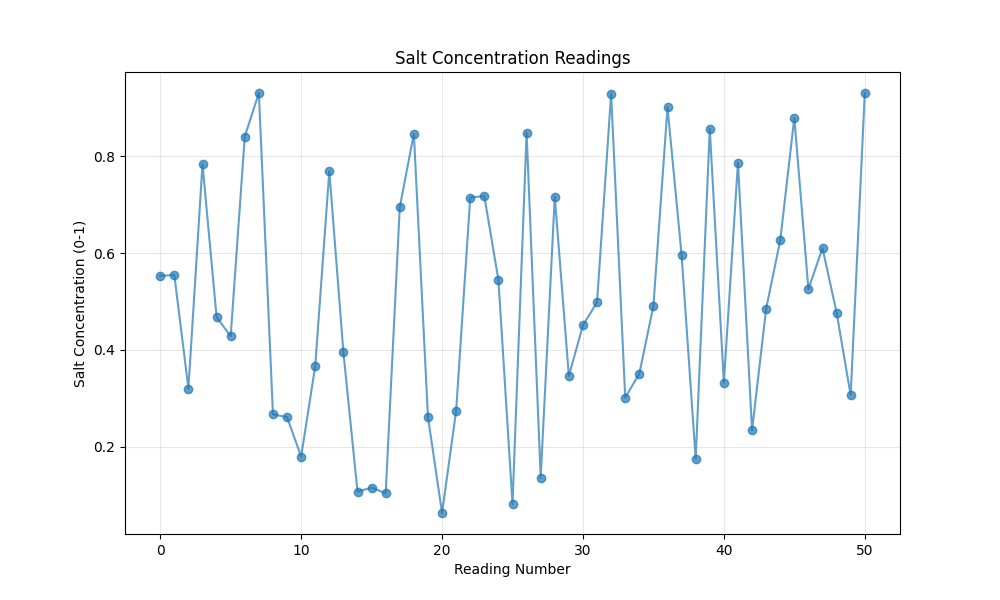 Salt Concentration Readings
Salt Concentration (0-1)
0.8
0.6
0.4
0.2
0 10 20 30 40 50
Reading Number